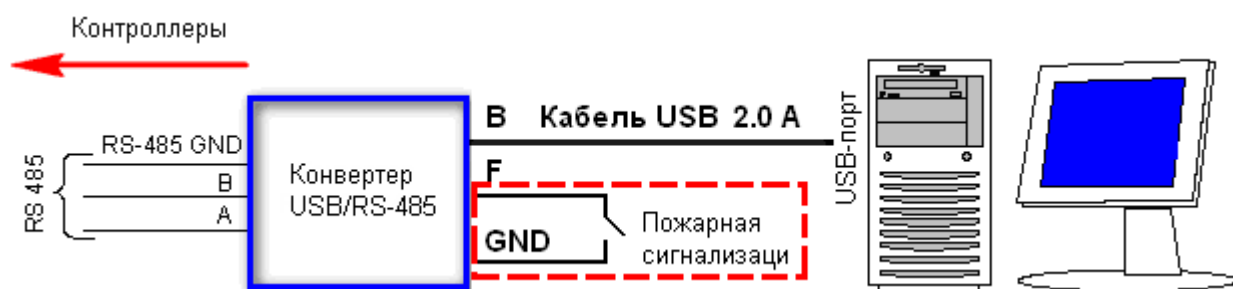 Контроллеры
B Кабель USB 2.0 A
RS-485 GND
B
A
RS 485
Конвертер
USB/RS-485
F
GND
Пожарная
сигнализаци
USB-порт